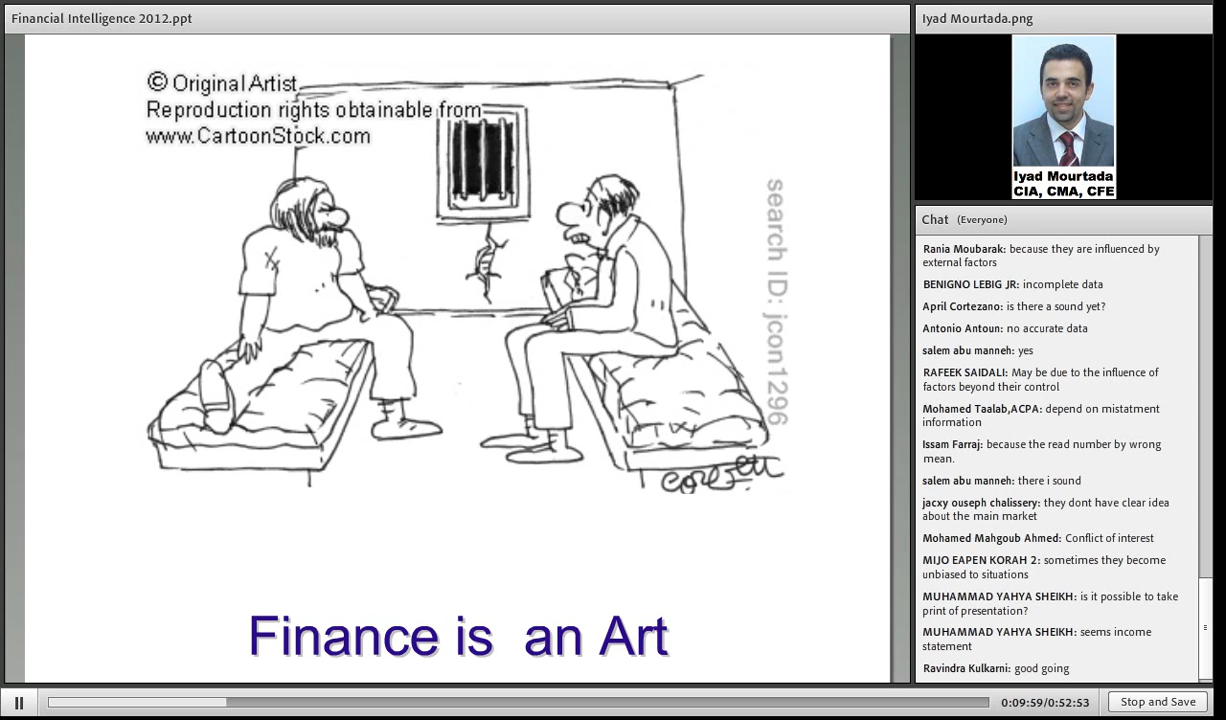 Financial Intelligence 2012.ppt
© Original Artist
Reproduction rights obtainable from
www.CartoonStock.com
search ID: jcon1296
Finance is an Art
Iyad Mourtada.png
Iyad Mourtada
CIA, CMA, CFE
Chat (Everyone)
Rania Moubarak: because they are influenced by
external factors
BENIGNO LEBIG JR: incomplete data
April Cortezano: is there a sound yet?
Antonio Antoun: no accurate data
salem abu manneh: yes
RAFEEK SAIDALI: May be due to the influence of
factors beyond their control
Mohamed Taalab,ACPA: depend on mistatment
information
Issam Farraj: because the read number by wrong
mean.
salem abu manneh: there i sound
jacxy ouseph chalissery: they dont have clear idea
about the main market
Mohamed Mahgoub Ahmed: Conflict of interest
MIJO EAPEN KORAH 2: sometimes they become
unbiased to situations
MUHAMMAD YAHYA SHEIKH: is it possible to take
print of presentation?
MUHAMMAD YAHYA SHEIKH: seems income
statement
Ravindra Kulkarni: good going
0:09:59/0:52:53
Stop and Save